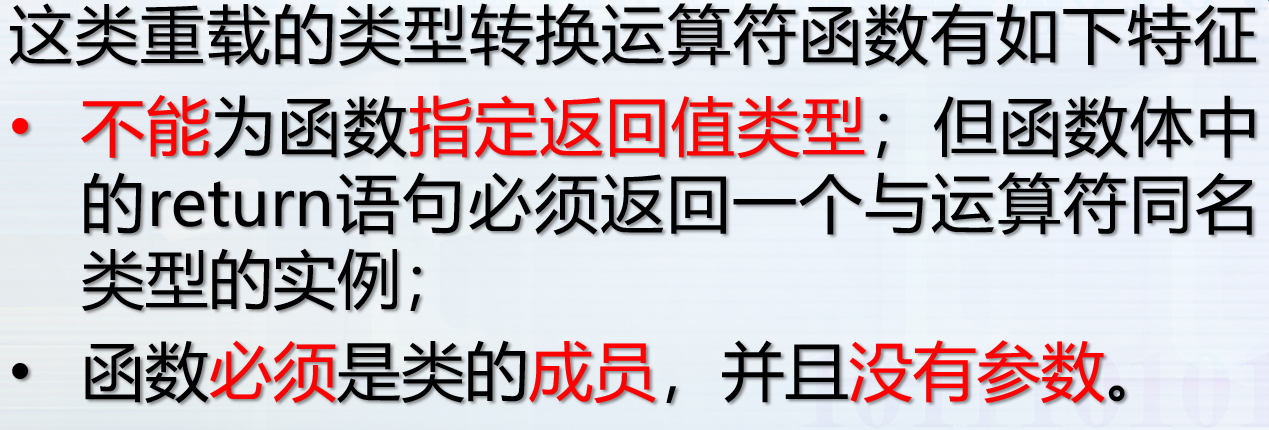 这类重载的类型转换运算符函数有如下特征
• 不能为函数指定返回值类型；但函数体中
的return语句必须返回一个与运算符同名
类型的实例；
• 函数必须是类的成员，并且没有参数。